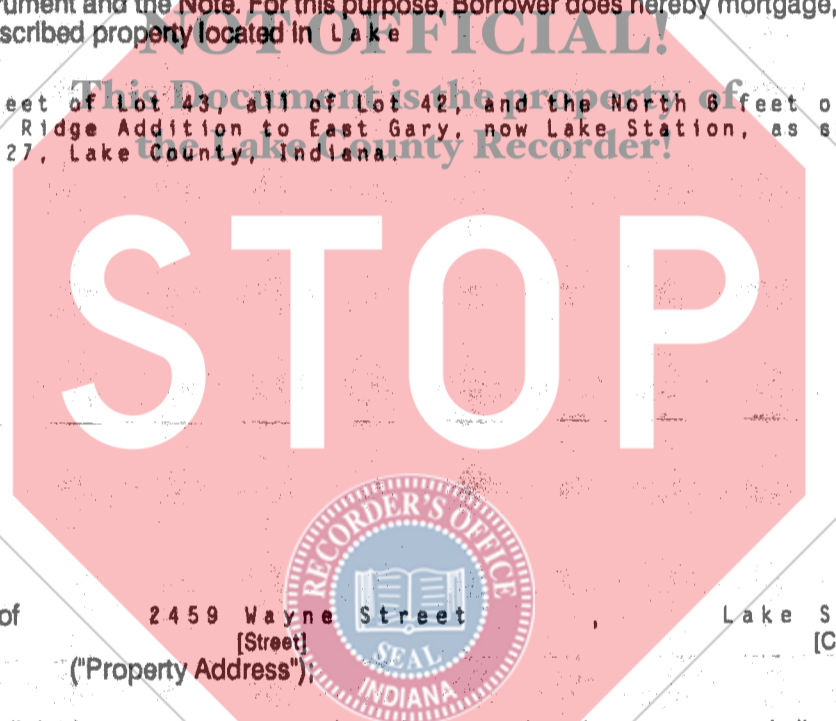 rument and the Note. For this purpose, Borrower does hereby mortgage,
scribed property located in Lake
NOT OFFICIAL!
This Document is the property of
the Lake County Recorder!
eet of Lot 43, all of Lot 42, and the North 6 feet o
Ridge Addition to East Gary, now Lake Station, as s
27, Lake County, Indiana.
STOP
RECORDER'S OFFICE
SEAL
INDIANA
of 2459 Wayne Street , Lake S
[Street] [C
("Property Address");